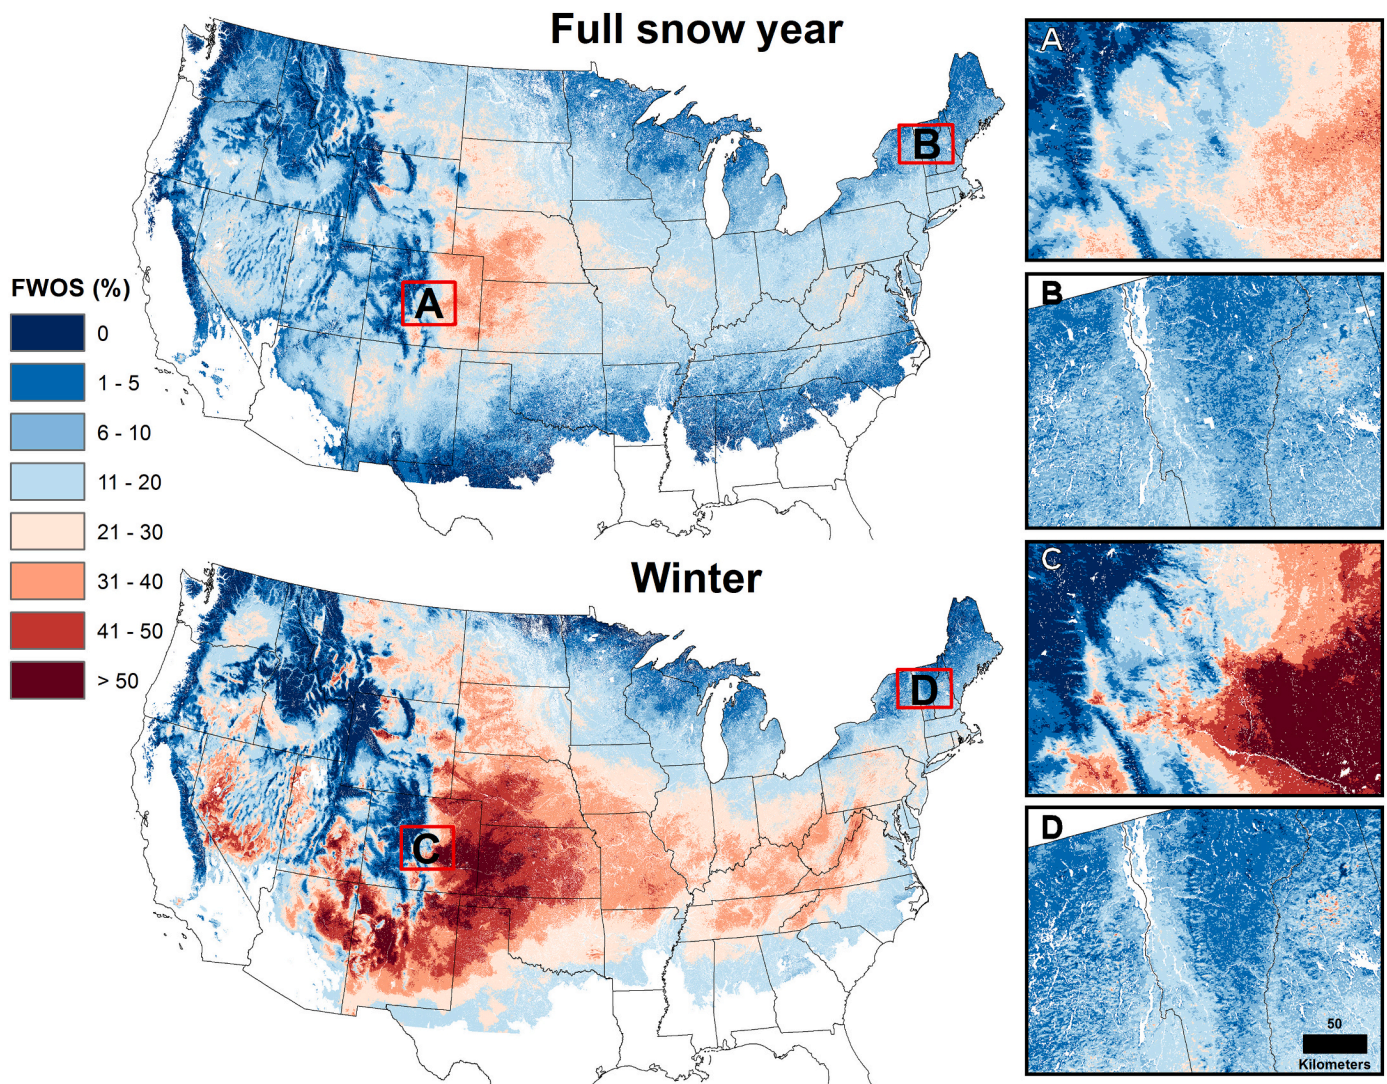 Full snow year
A
B
A
B
FWOS (%)
0
1 - 5
6 - 10
11 - 20
21 - 30
31 - 40
41 - 50
> 50
Winter
C
D
C
D
50
Kilometers